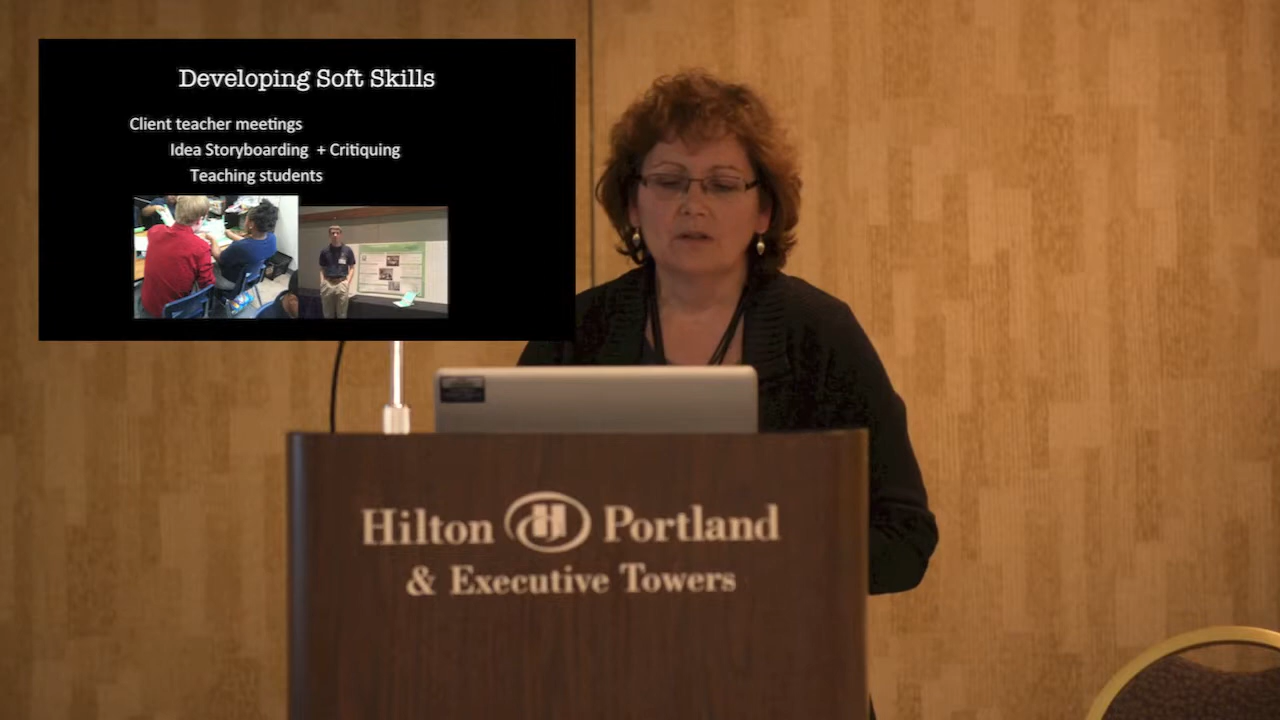 Developing Soft Skills
Client teacher meetings
Idea Storyboarding + Critiquing
Teaching students
Hilton Portland
& Executive Towers